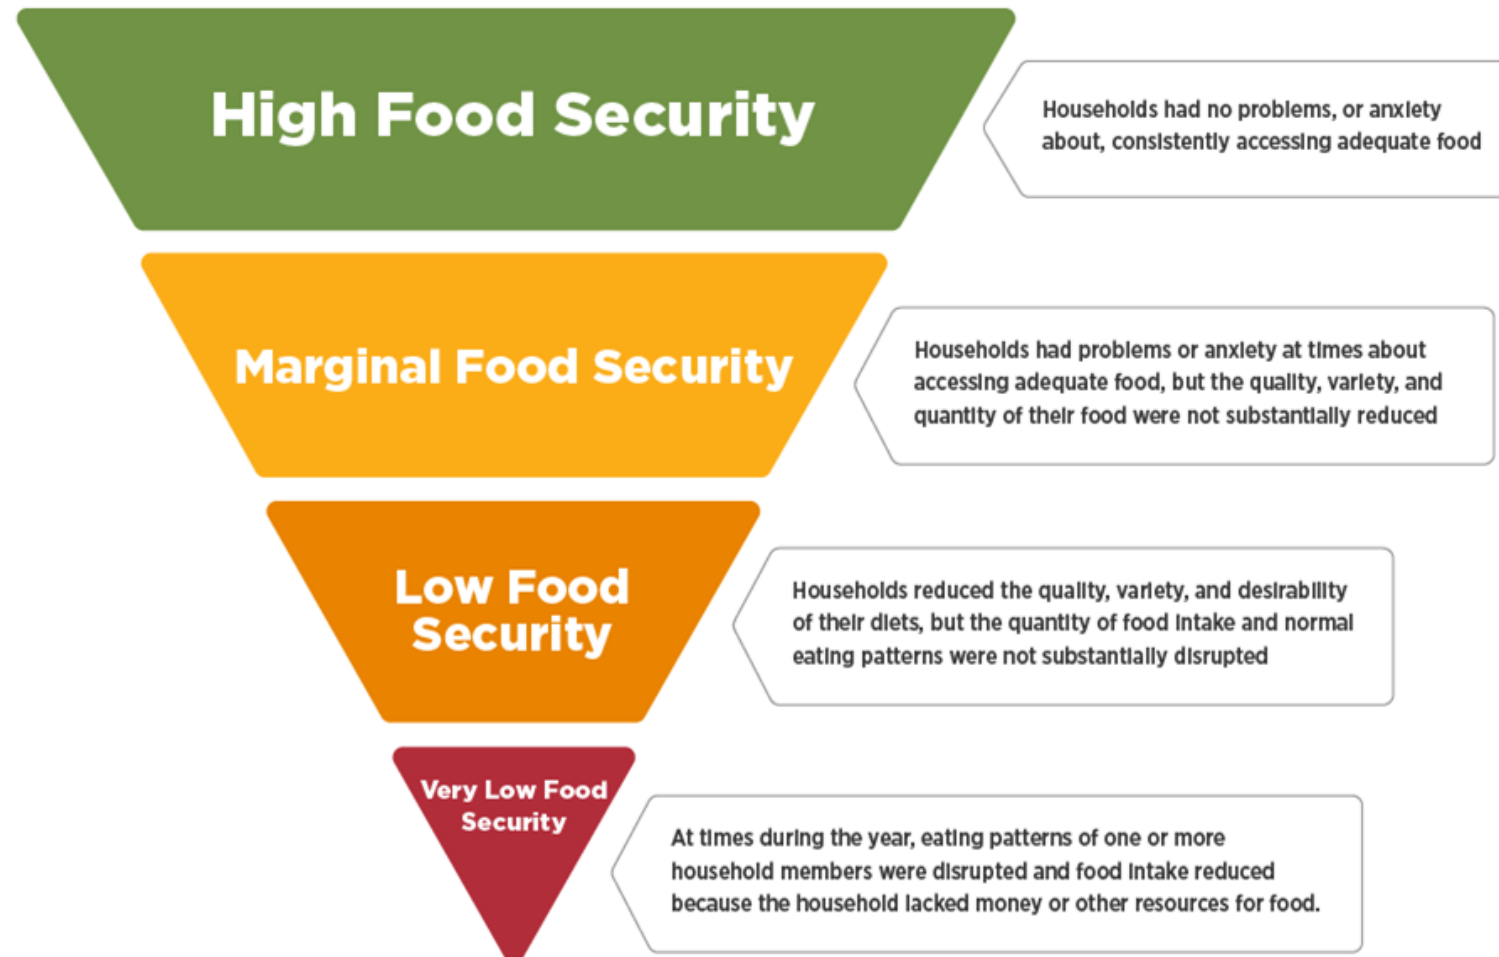 High Food Security
Households had no problems, or anxiety
about, consistently accessing adequate food
Marginal Food Security
Households had problems or anxiety at times about
accessing adequate food, but the quality, variety, and
quantity of their food were not substantially reduced
Low Food
Security
Households reduced the quality, variety, and desirability
of their diets, but the quantity of food intake and normal
eating patterns were not substantially disrupted
Very Low Food
Security
At times during the year, eating patterns of one or more
household members were disrupted and food intake reduced
because the household lacked money or other resources for food.